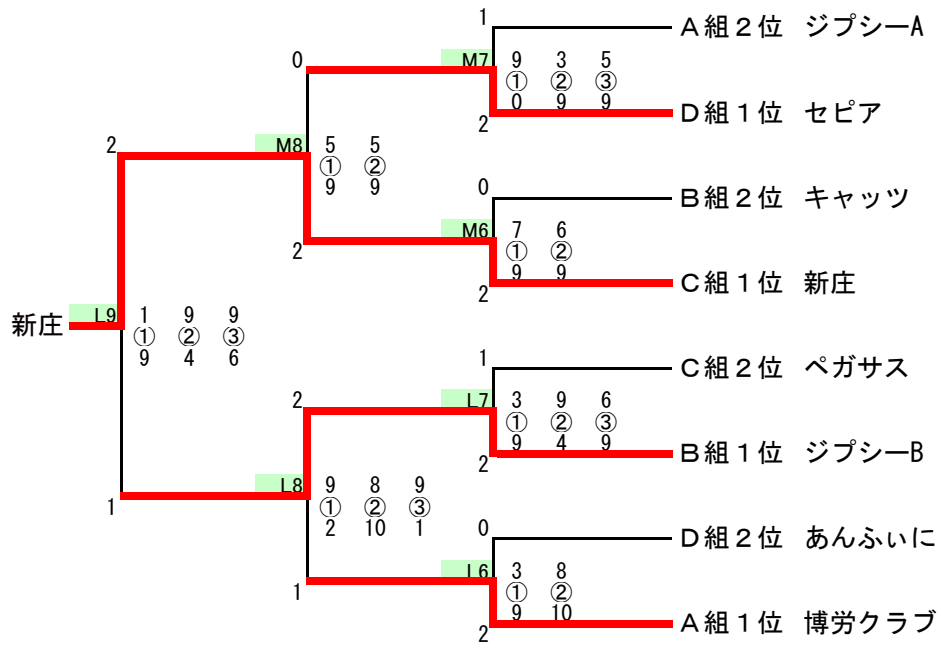 1
A組2位 ジプシーA
0
M7 9 3 5
① ② ③
0 9 9
2
D組1位 セピア
2
M8 5 5
① ②
9 9
0
B組2位 キャッツ
M6 7 6
① ②
9 9
2
2
C組1位 新庄
新庄
L9 1 9 9
① ② ③
9 4 6
1
C組2位 ペガサス
2
L7 3 9 6
① ② ③
9 4 9
2
B組1位 ジプシーB
1
L8 9 8 9
① ② ③
2 10 1
0
D組2位 あんふぃに
1
L6 3 8
① ②
9 10
2
A組1位 博労クラブ